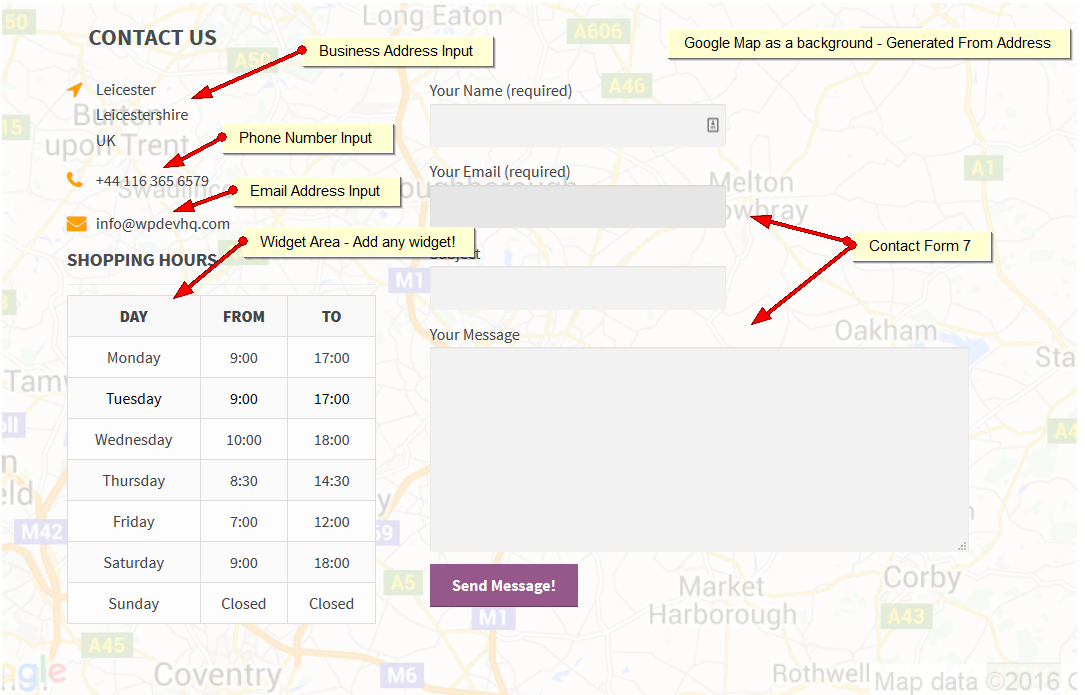 CONTACT US
Business Address Input
Google Map as a background - Generated From Address
Leicester
Leicestershire
UK
Phone Number Input
+44 116 365 6579
Email Address Input
info@wpdevhq.com
Widget Area - Add any widget!
SHOPPING HOURS
DAY FROM TO
Monday 9:00 17:00
Tuesday 9:00 17:00
Wednesday 10:00 18:00
Thursday 8:30 14:30
Friday 7:00 12:00
Saturday 9:00 18:00
Sunday Closed Closed
Your Name (required)
Your Email (required)
Subject
Your Message
Contact Form 7
Send Message!
Long Eaton
50
A50
A606
A46
15
Burton
upon Trent
A1
Melton
Mowbray
M1
Oakham
M42
A5
M1
Market
Harborough
Corby
A43
A45
Coventry
M6
Rothwell
Map data ©2016